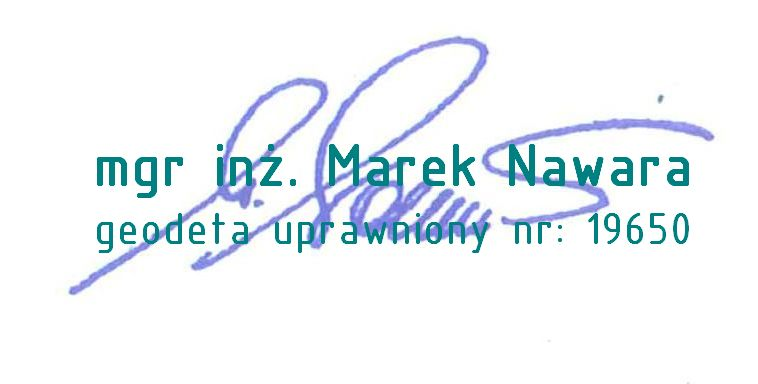 mgr inż. Marek Nawara
geodeta uprawniony nr: 19650